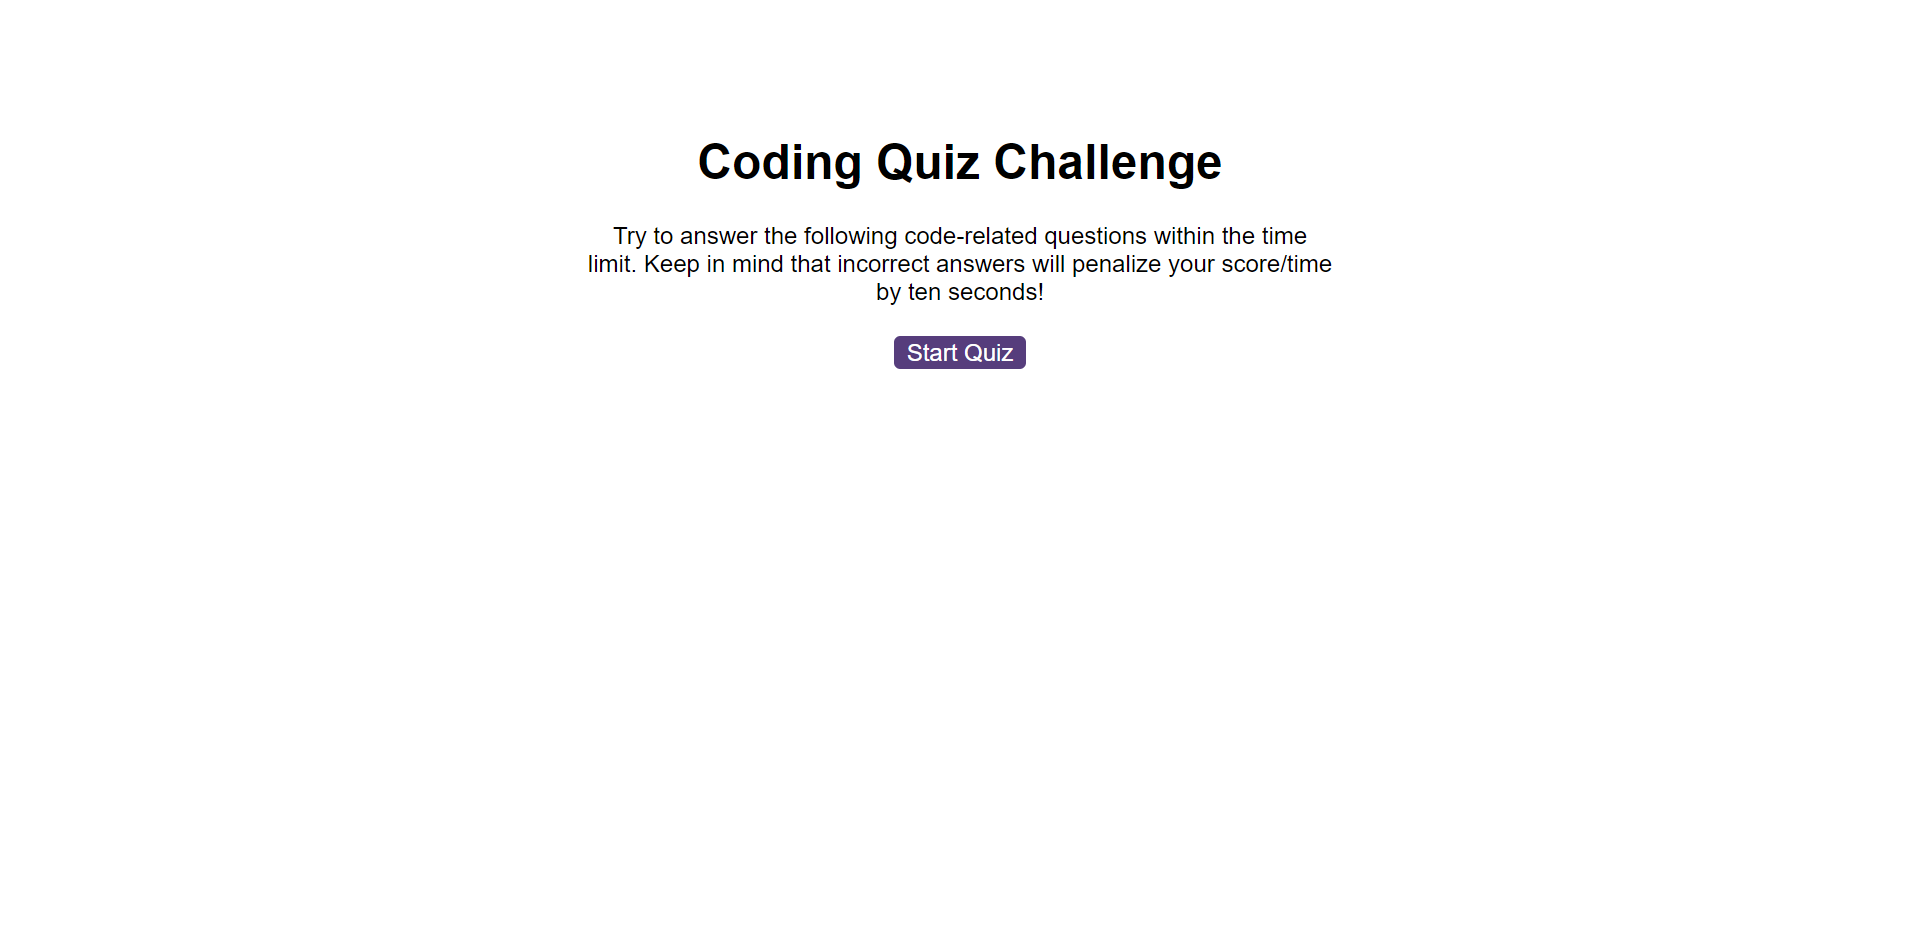 Coding Quiz Challenge
Try to answer the following code-related questions within the time
limit. Keep in mind that incorrect answers will penalize your score/time
by ten seconds!
Start Quiz